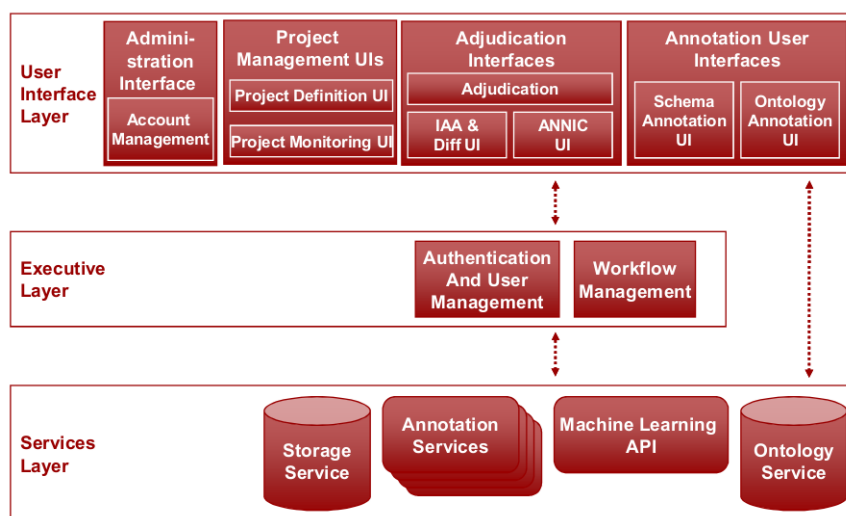 User
Interface
Layer
Admini-
stration
Interface
Account
Management
Project
Management UIs
Project Definition UI
Project Monitoring UI
Adjudication
Interfaces
Adjudication
IAA &
Diff UI
ANNIC
UI
Annotation User
Interfaces
Schema
Annotation
UI
Ontology
Annotation
UI
Executive
Layer
Authentication
And User
Management
Workflow
Management
Services
Layer
Storage
Service
Annotation
Services
Machine Learning
API
Ontology
Service